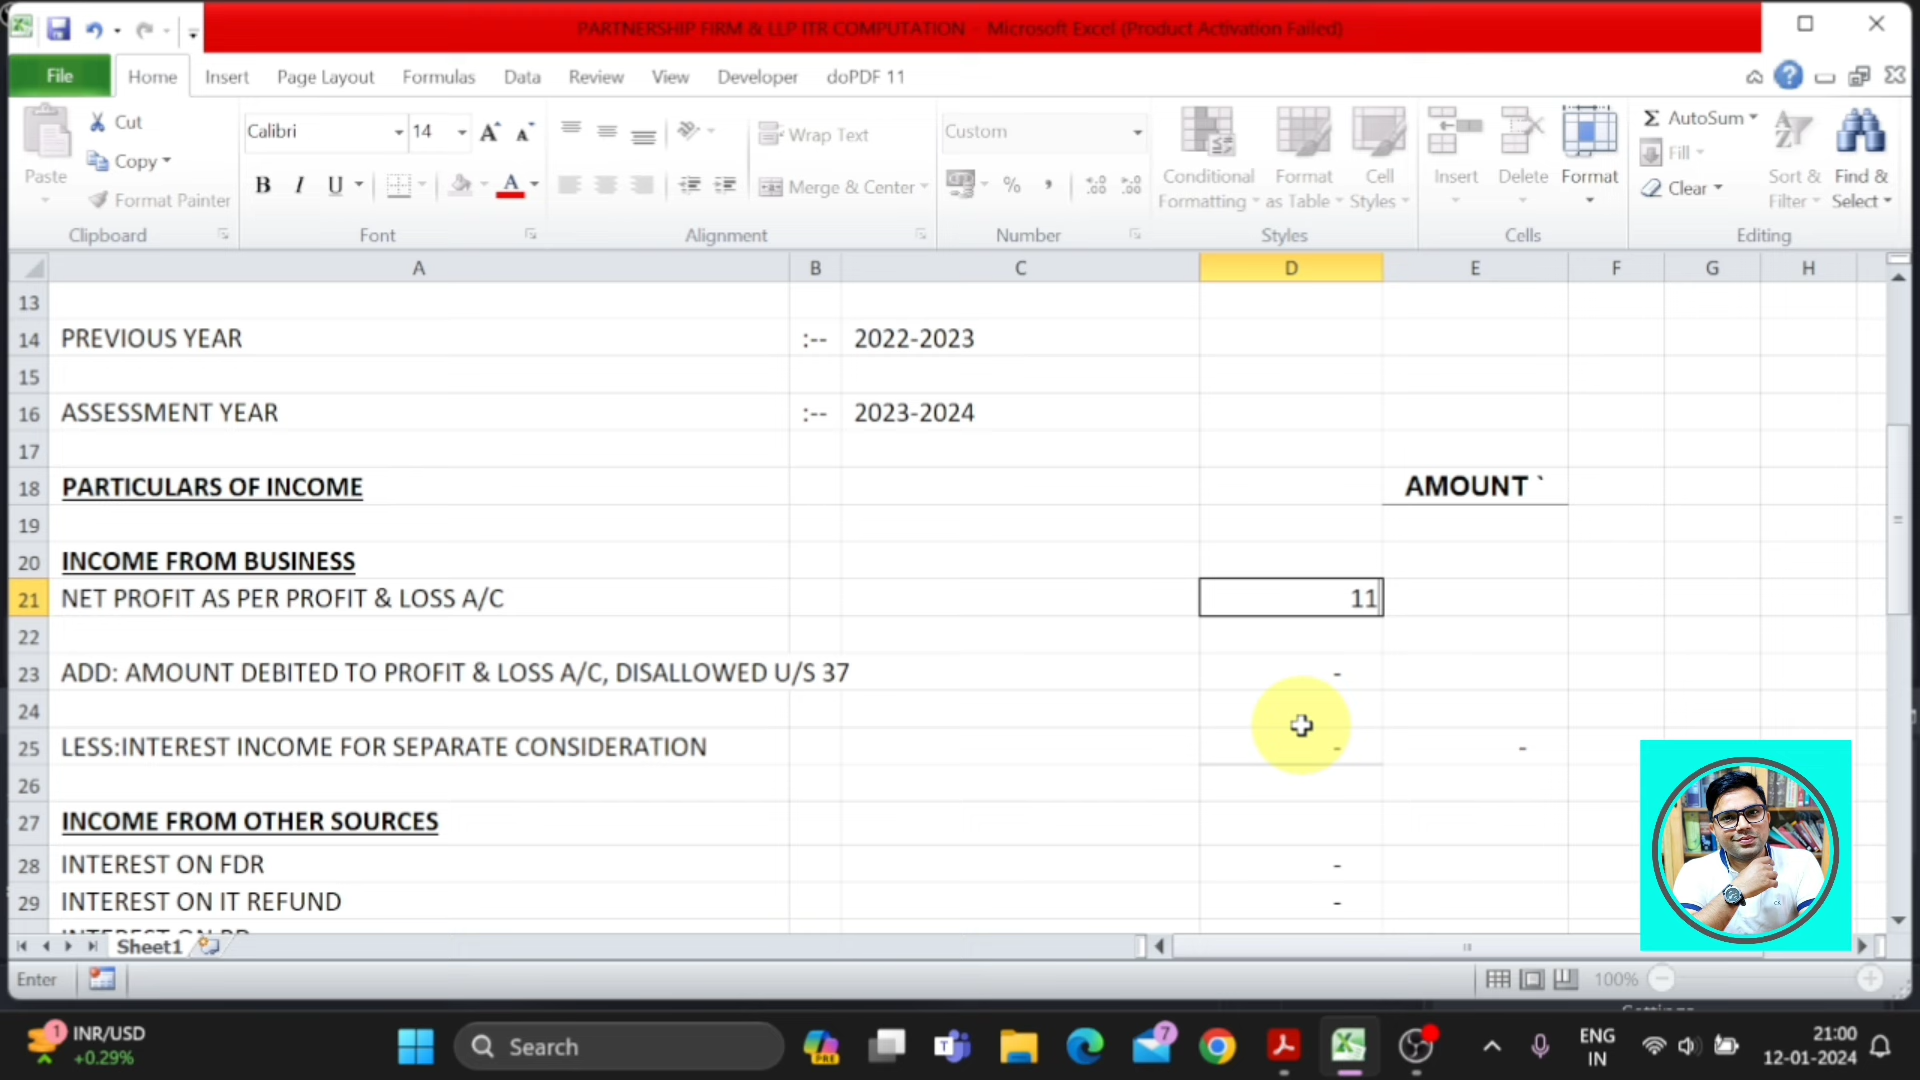 PARTNERSHIP FIRM & LLP ITR COMPUTATION - Microsoft Excel (Product Activation Failed)
File Home Insert Page Layout Formulas Data Review View Developer doPDF 11
Paste
Cut
Copy
Format Painter
Clipboard
Calibri 14
B I U A
Font
Wrap Text
Merge & Center
Alignment
Custom
%
Number
Conditional Formatting
Format as Table
Cell Styles
Styles
Insert
Delete
Format
Cells
Σ AutoSum
Fill
Clear
Sort & Filter
Find & Select
Editing
A B C D E F G H
13
14 PREVIOUS YEAR :-- 2022-2023
15
16 ASSESSMENT YEAR :-- 2023-2024
17
18 PARTICULARS OF INCOME AMOUNT `
19
20 INCOME FROM BUSINESS
21 NET PROFIT AS PER PROFIT & LOSS A/C 11
22
23 ADD: AMOUNT DEBITED TO PROFIT & LOSS A/C, DISALLOWED U/S 37 -
24
25 LESS:INTEREST INCOME FOR SEPARATE CONSIDERATION - -
26
27 INCOME FROM OTHER SOURCES
28 INTEREST ON FDR -
29 INTEREST ON IT REFUND -
Sheet1
Enter
100%
1
INR/USD
+0.29%
Search
PRE
7
ENG
IN
21:00
12-01-2024